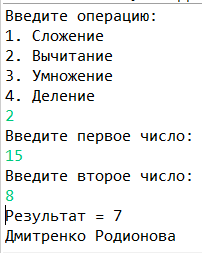 Введите операцию:
1. Сложение
2. Вычитание
3. Умножение
4. Деление
2
Введите первое число:
15
Введите второе число:
8
Результат = 7
Дмитренко Родионова